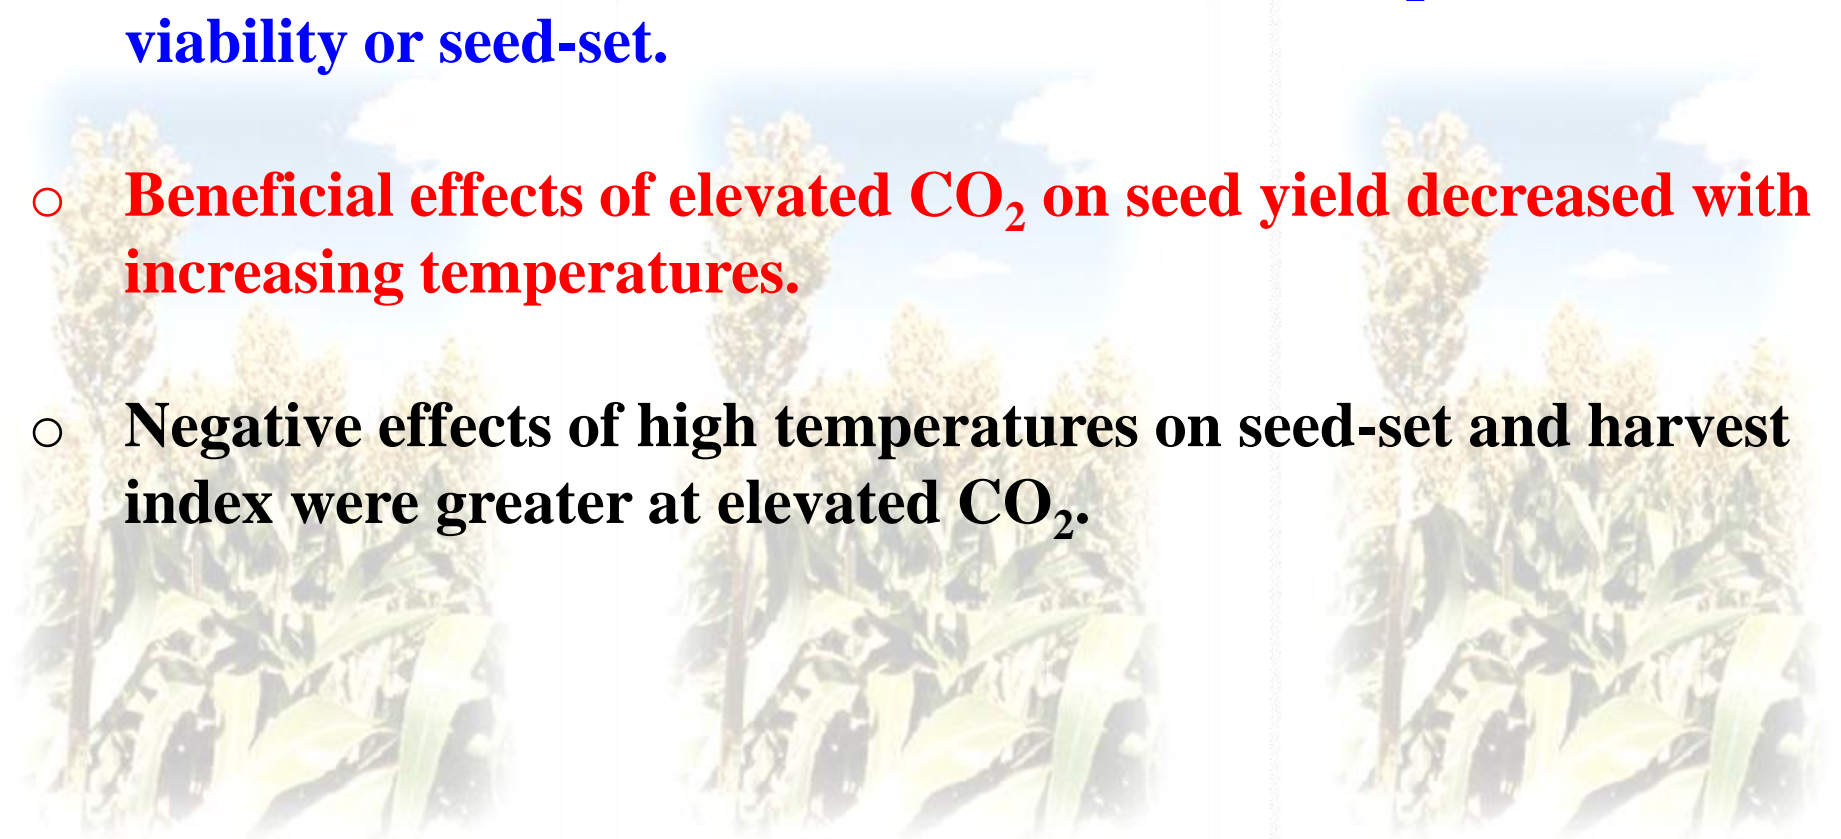 viability or seed-set.
○ Beneficial effects of elevated CO₂ on seed yield decreased with
increasing temperatures.
○ Negative effects of high temperatures on seed-set and harvest
index were greater at elevated CO₂.